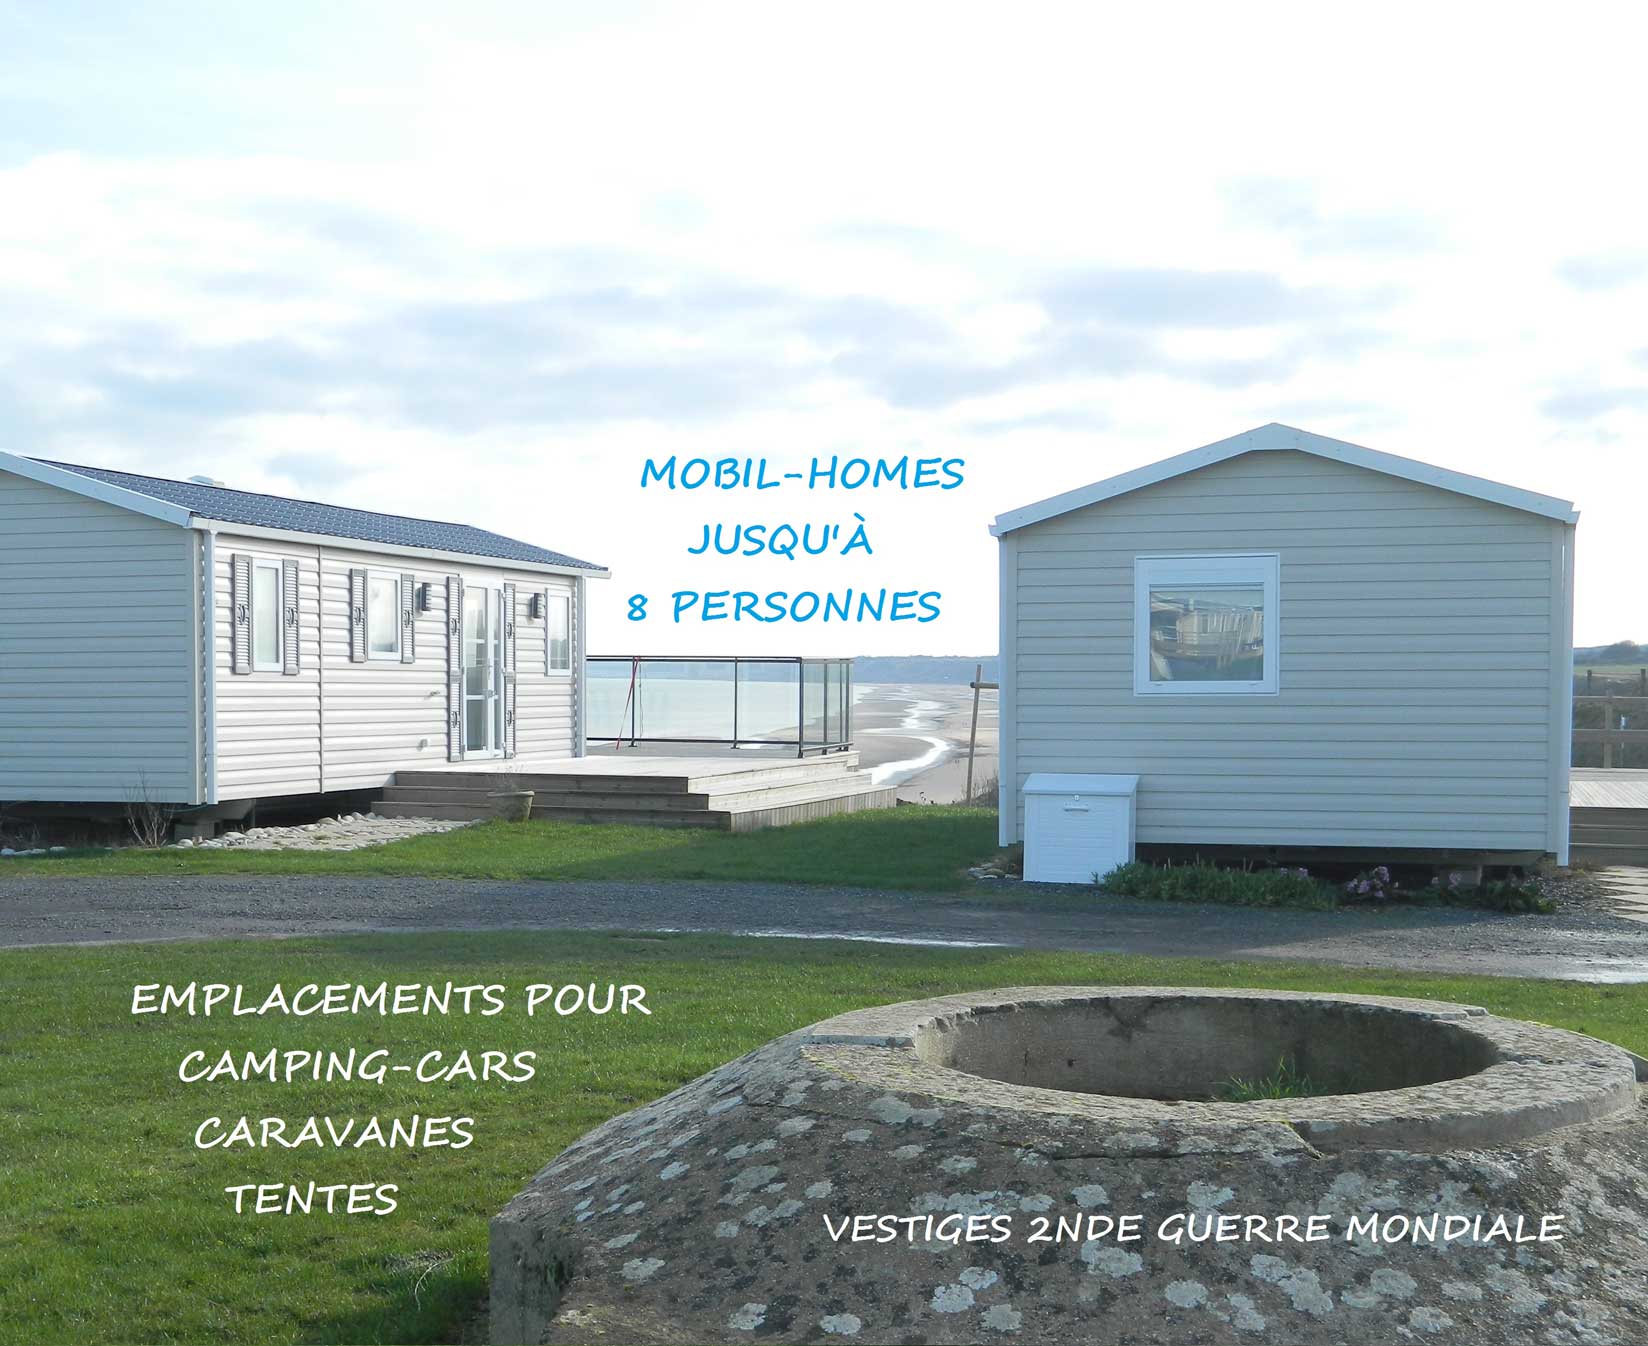 MOBIL-HOMES
JUSQU'À
8 PERSONNES
EMPLACEMENTS POUR
CAMPING-CARS
CARAVANES
TENTES
VESTIGES 2NDE GUERRE MONDIALE